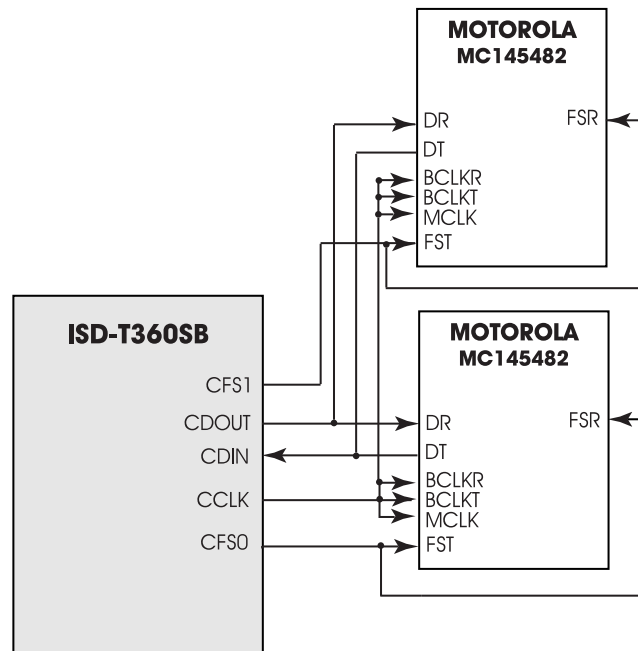 MOTOROLA
MC145482
DR
FSR
DT
BCLKR
BCLKT
MCLK
FST
ISD-T360SB
CFS1
CDOUT
CDIN
CCLK
CFS0
MOTOROLA
MC145482
DR
FSR
DT
BCLKR
BCLKT
MCLK
FST